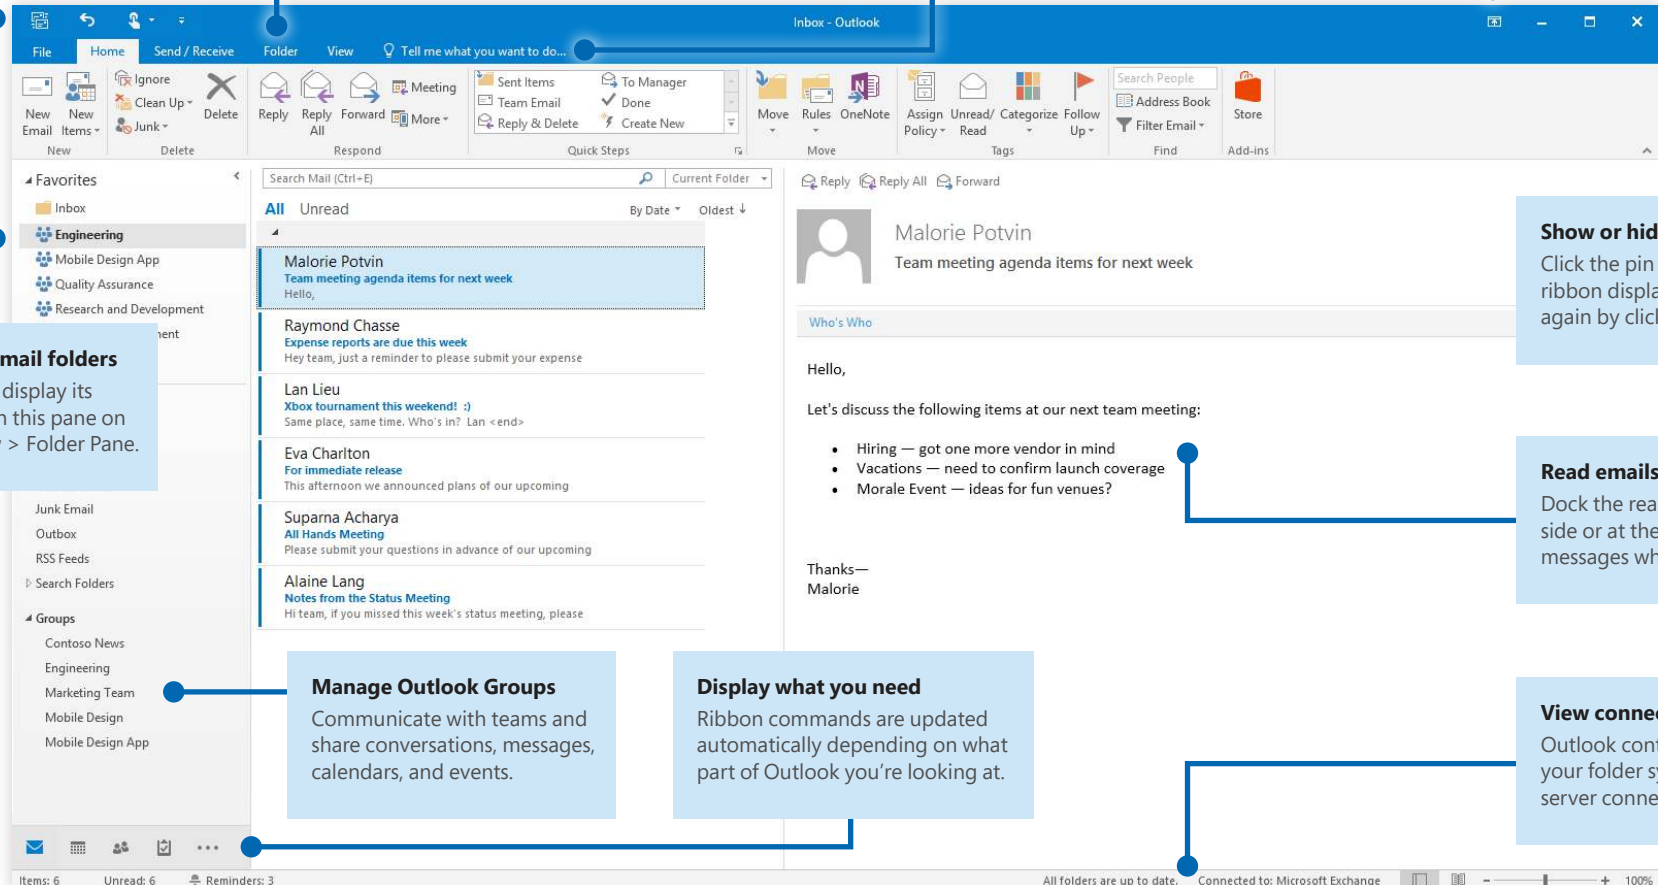 Inbox - Outlook
File Home Send / Receive Folder View Tell me what you want to do...
New Email
New Items
Ignore
Clean Up
Junk
Delete
Reply
Reply All
Forward
Meeting
More
Sent Items
Team Email
Reply & Delete
To Manager
Done
Create New
Move
Rules
OneNote
Assign Policy
Unread/ Read
Categorize
Follow Up
Search People
Address Book
Filter Email
Store
New Delete Respond Quick Steps Move Tags Find Add-ins
Favorites
Inbox
Engineering
Mobile Design App
Quality Assurance
Research and Development
mail folders
display its
this pane on
> Folder Pane.
Junk Email
Outbox
RSS Feeds
Search Folders
Groups
Contoso News
Engineering
Marketing Team
Mobile Design
Mobile Design App
Search Mail (Ctrl+E) Current Folder
All Unread By Date Oldest
Malorie Potvin
Team meeting agenda items for next week
Hello,
Raymond Chasse
Expense reports are due this week
Hey team, just a reminder to please submit your expense
Lan Lieu
Xbox tournament this weekend! :)
Same place, same time. Who's in? Lan <end>
Eva Charlton
For immediate release
This afternoon we announced plans of our upcoming
Suparna Acharya
All Hands Meeting
Please submit your questions in advance of our upcoming
Alaine Lang
Notes from the Status Meeting
Hi team, if you missed this week's status meeting, please
Reply Reply All Forward
Malorie Potvin
Team meeting agenda items for next week
Who's Who
Hello,
Let's discuss the following items at our next team meeting:
• Hiring — got one more vendor in mind
• Vacations — need to confirm launch coverage
• Morale Event — ideas for fun venues?
Thanks—
Malorie
Show or hid
Click the pin
ribbon displa
again by clic
Read emails
Dock the rea
side or at the
messages wh
Manage Outlook Groups
Communicate with teams and
share conversations, messages,
calendars, and events.
Display what you need
Ribbon commands are updated
automatically depending on what
part of Outlook you're looking at.
View connec
Outlook cont
your folder sy
server conne
Items: 6 Unread: 6 Reminders: 3 All folders are up to date. Connected to: Microsoft Exchange 100%